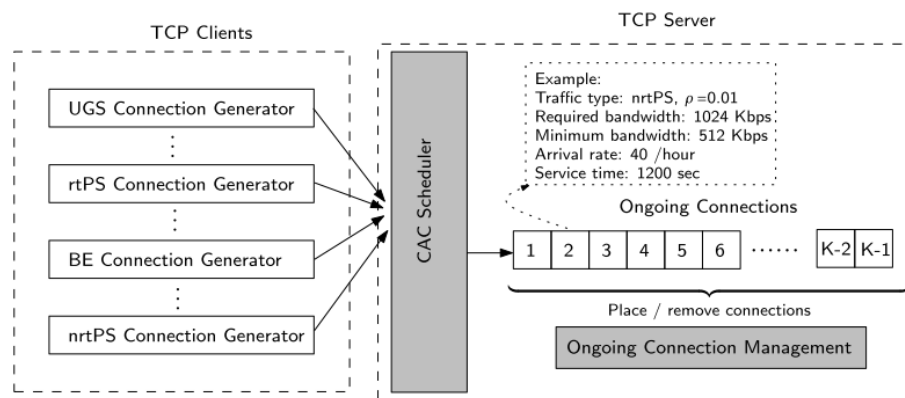 TCP Clients
TCP Server
UGS Connection Generator
rtPS Connection Generator
BE Connection Generator
nrtPS Connection Generator
CAC Scheduler
Example:
Traffic type: nrtPS, ρ=0.01
Required bandwidth: 1024 Kbps
Minimum bandwidth: 512 Kbps
Arrival rate: 40 /hour
Service time: 1200 sec
Ongoing Connections
1 2 3 4 5 6 ...... K-2 K-1
Place / remove connections
Ongoing Connection Management